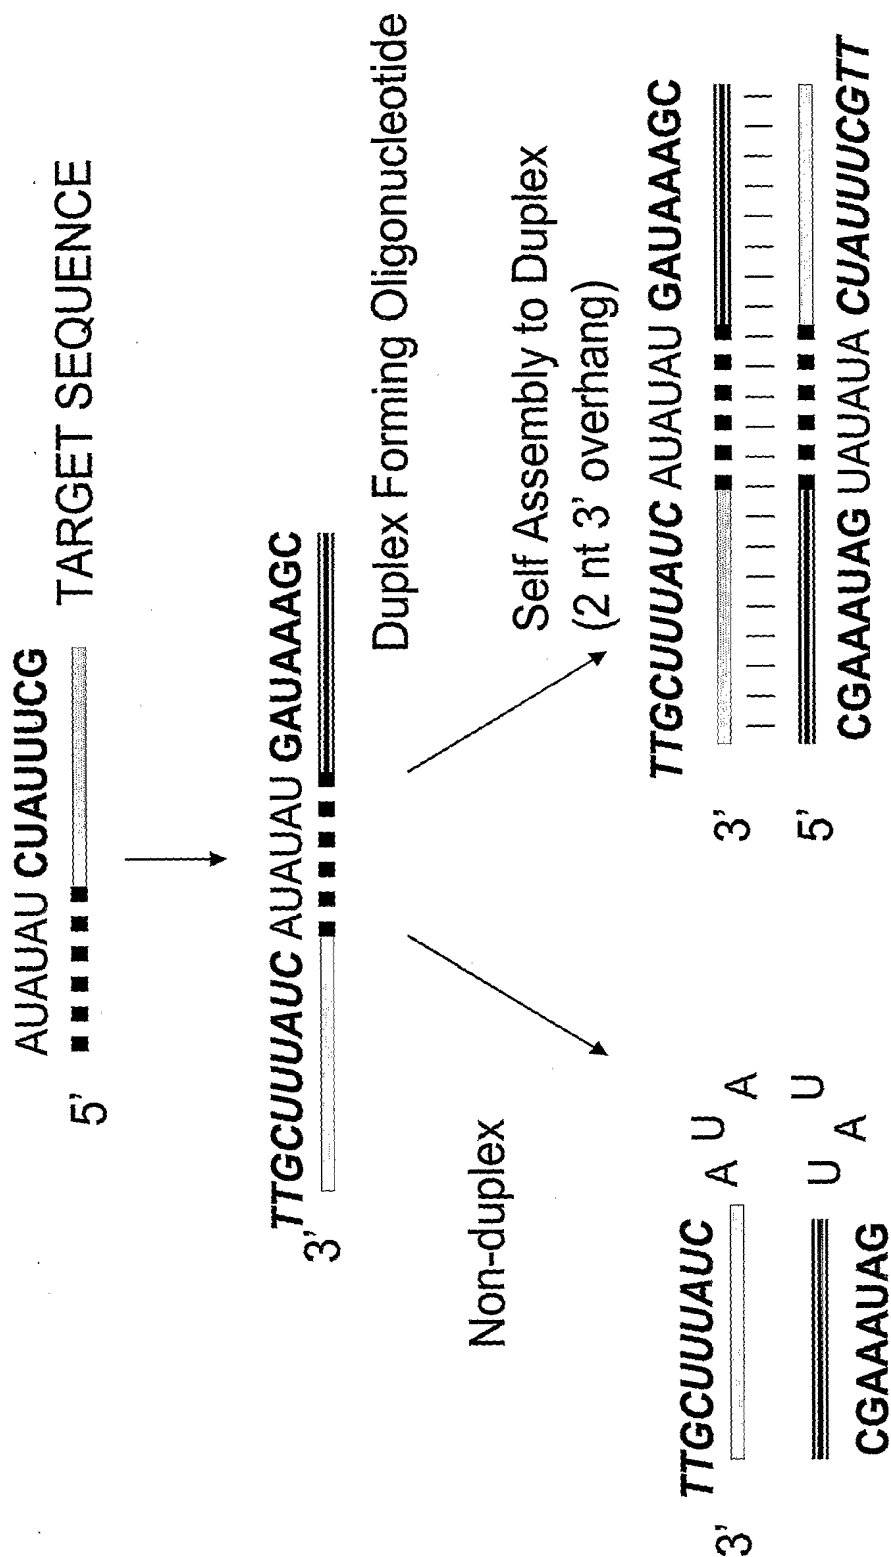 AUAUAU CUAUUUCG
5'
TARGET SEQUENCE
TTGCUUUAUC AUAUAU GAUAAAGC
3'
Duplex Forming Oligonucleotide
Non-duplex
Self Assembly to Duplex
(2 nt 3' overhang)
TTGCUUUAUC
3'
A U A
U A U
CGAAAUAG
TTGCUUUAUC AUAUAU GAUAAAGC
3'
5'
CGAAAUAG UAUAUA CUAUUUCGTT